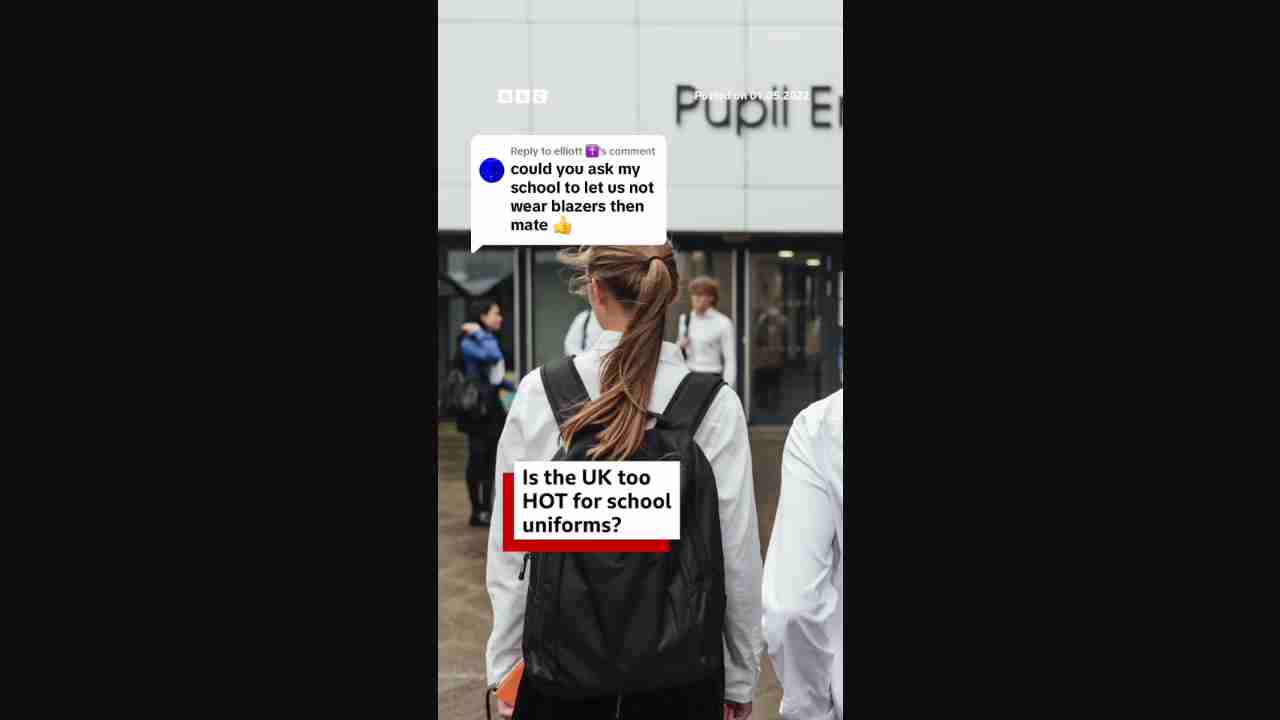 BBC
Posted on 01.05.2022
Pupil
Reply to elliott ✝️'s comment
could you ask my
school to let us not
wear blazers then
mate 👍
Is the UK too
HOT for school
uniforms?